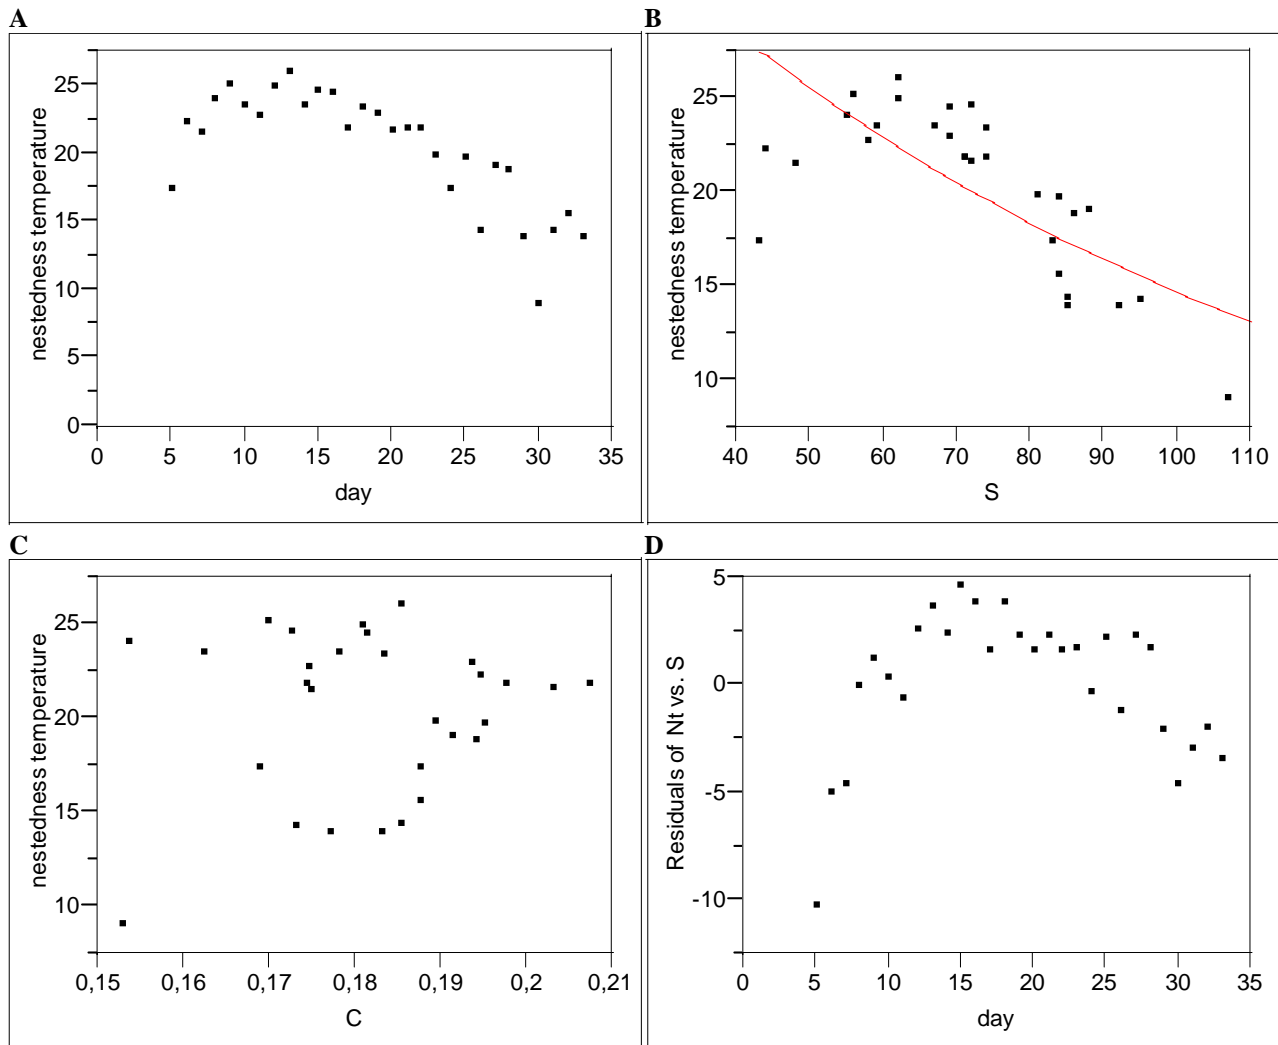 A
nestedness temperature
25
20
15
10
5
0
0 5 10 15 20 25 30 35
day
B
nestedness temperature
25
20
15
10
40 50 60 70 80 90 100 110
S
C
nestedness temperature
25
20
15
10
0,15 0,16 0,17 0,18 0,19 0,2 0,21
C
D
Residuals of Nt vs. S
5
0
-5
-10
0 5 10 15 20 25 30 35
day